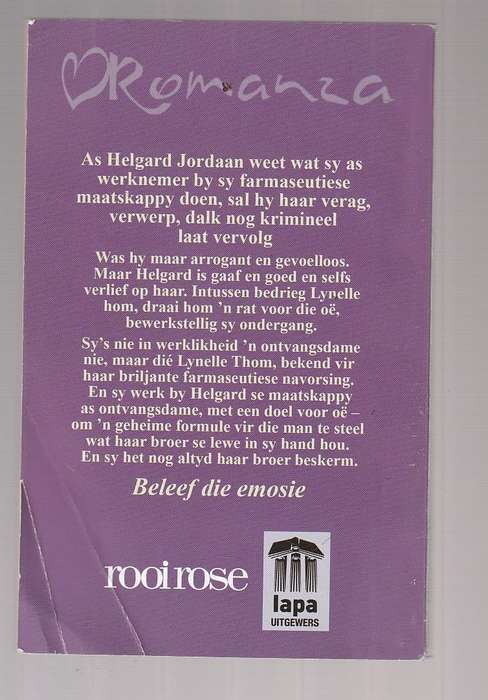 Romanza
As Helgard Jordaan weet wat sy as
werknemer by sy farmaseutiese
maatskappy doen, sal hy haar verag,
verwerp, dalk nog krimineel
laat vervolg
Was hy maar arrogant en gevoelloos.
Maar Helgard is gaaf en goed en selfs
verlief op haar. Intussen bedrieg Lynelle
hom, draai hom ’n rat voor die oë,
bewerkstellig sy ondergang.
Sy’s nie in werklikheid ’n ontvangsdame
nie, maar dié Lynelle Thom, bekend vir
haar briljante farmaseutiese navorsing.
En sy werk by Helgard se maatskappy
as ontvangsdame, met een doel voor oë –
om ’n geheime formule vir die man te steel
wat haar broer se lewe in sy hand hou.
En sy het nog altyd haar broer beskerm.
Beleef die emosie
rooi rose
lapa
UITGEWERS